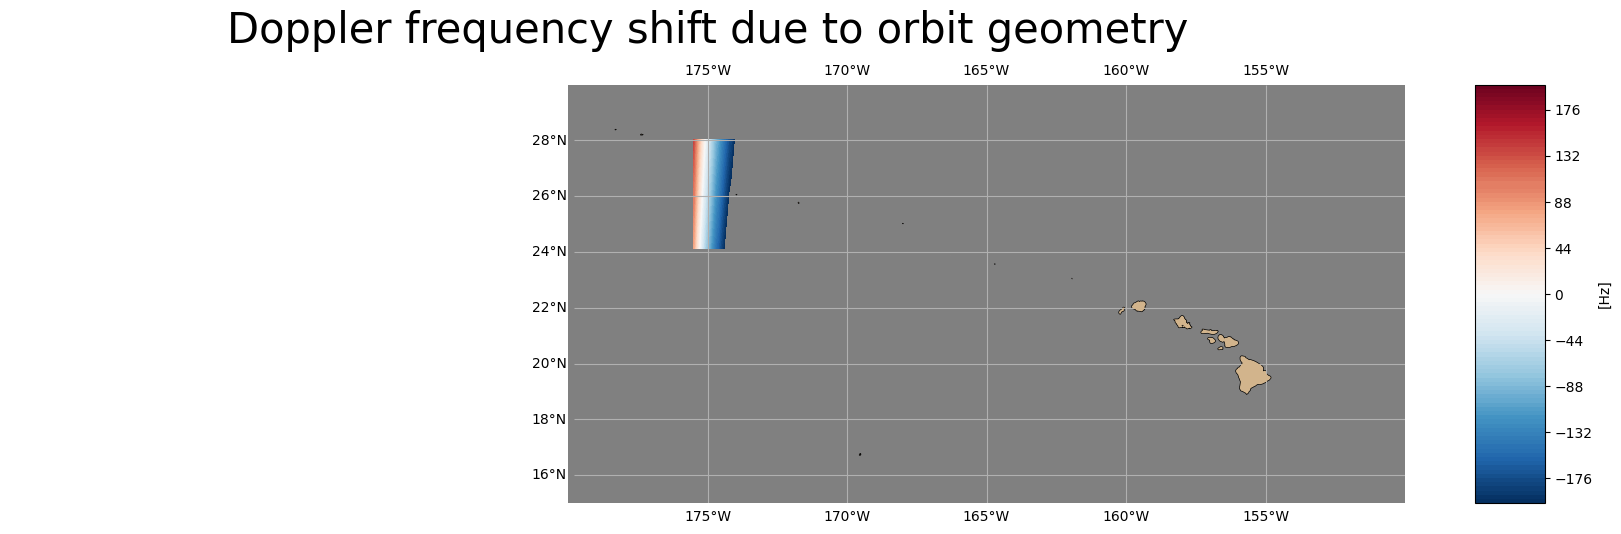 Doppler frequency shift due to orbit geometry
175°W 170°W 165°W 160°W 155°W
28°N
26°N
24°N
22°N
20°N
18°N
16°N
175°W 170°W 165°W 160°W 155°W
176
132
88
44
0
−44
−88
−132
−176
[Hz]